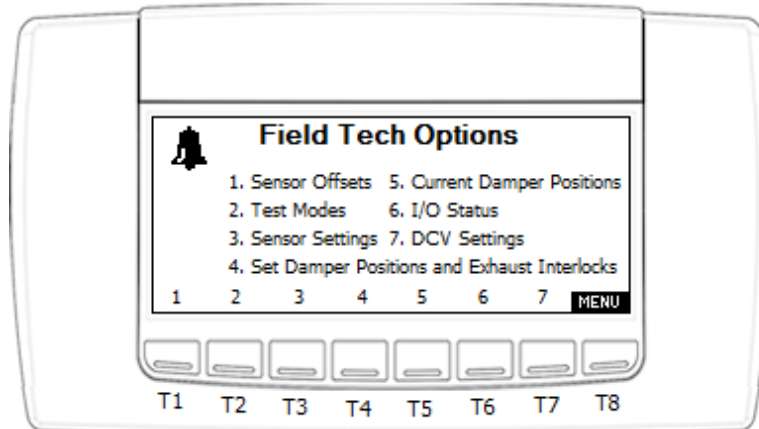 Field Tech Options
1. Sensor Offsets 5. Current Damper Positions
2. Test Modes 6. I/O Status
3. Sensor Settings 7. DCV Settings
4. Set Damper Positions and Exhaust Interlocks
1 2 3 4 5 6 7 MENU
T1 T2 T3 T4 T5 T6 T7 T8